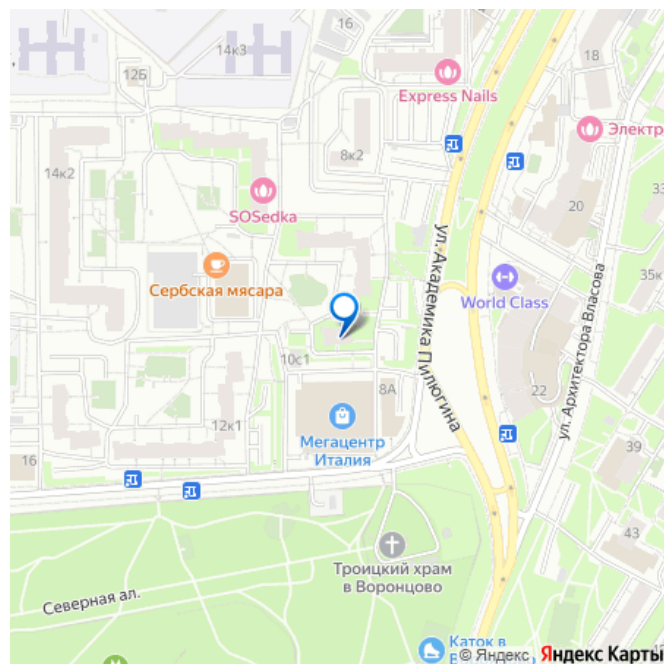 16
14к3
12Б
18
Express Nails
Электр
8к2
14к2
33
SOSedka
20
ул. Академика Пилюгина
35к
Сербская мясара
World Class
ул. Архитектора Власова
10с1
8А
22
12к1
Мегацентр
Италия
39
16
43
Троицкий храм
в Воронцово
Северная ал.
Каток в
© Яндекс Яндекс Карты